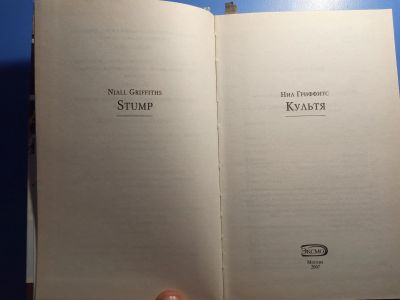 Niall Griffiths
Stump
Нил Гриффитс
Культя
ЭКСМО
Москва
2007